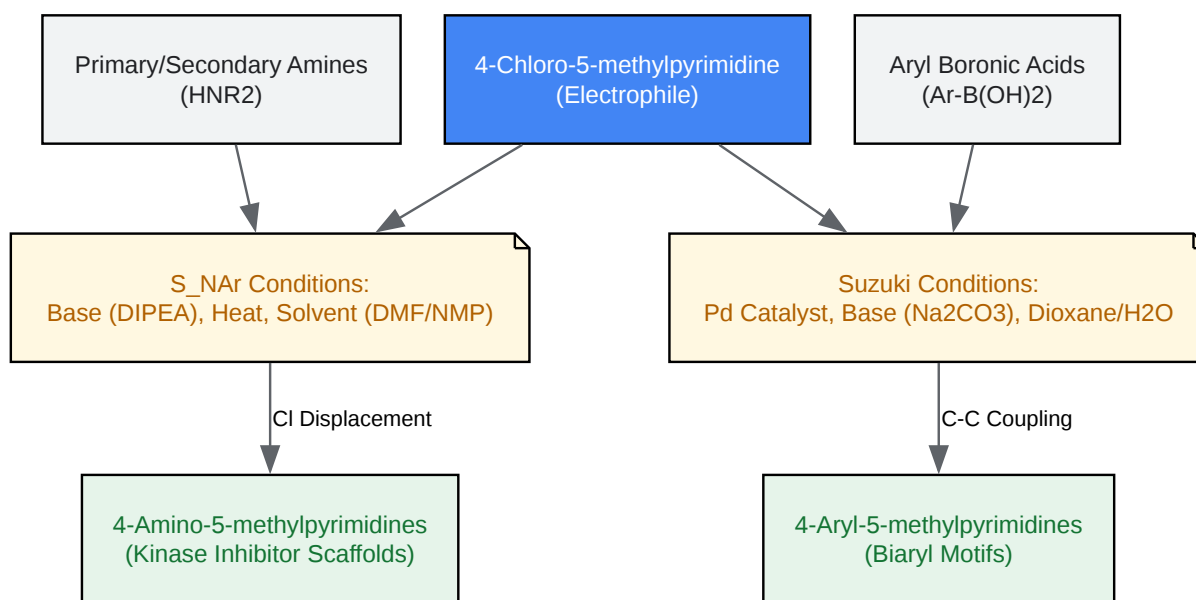 Primary/Secondary Amines
(HNR2)
4-Chloro-5-methylpyrimidine
(Electrophile)
Aryl Boronic Acids
(Ar-B(OH)2)
S_NAr Conditions:
Base (DIPEA), Heat, Solvent (DMF/NMP)
Suzuki Conditions:
Pd Catalyst, Base (Na2CO3), Dioxane/H2O
Cl Displacement
C-C Coupling
4-Amino-5-methylpyrimidines
(Kinase Inhibitor Scaffolds)
4-Aryl-5-methylpyrimidines
(Biaryl Motifs)